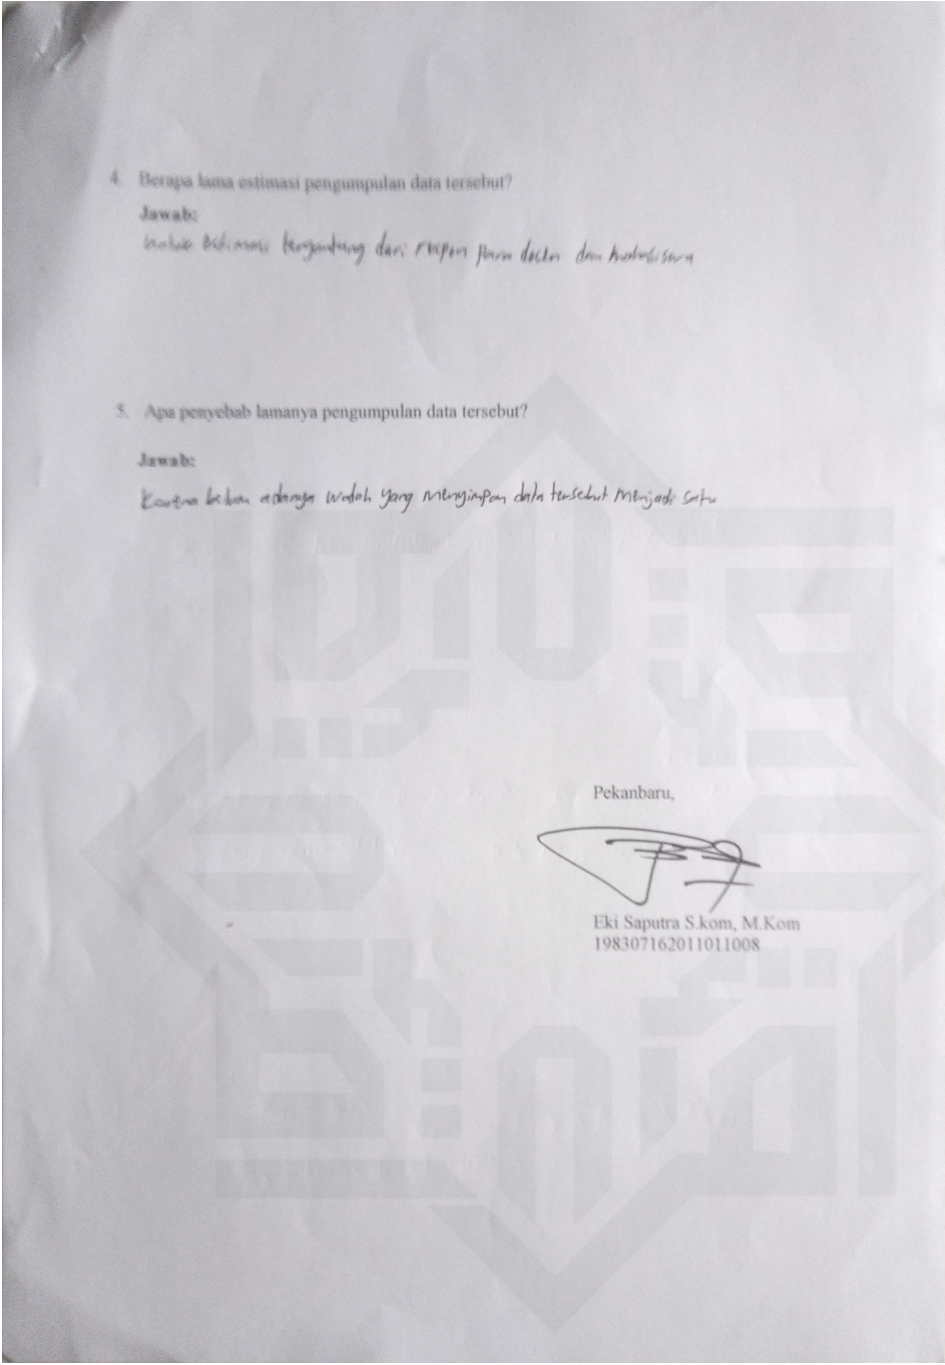 4. Berapa lama estimasi pengumpulan data tersebut?
Jawab:
tergantung dari respon para dosen dan mahasiswa
5. Apa penyebab lamanya pengumpulan data tersebut?
Jawab:
Karena belum adanya wadah yang menyimpan data tersebut menjadi satu
Pekanbaru,
Eki Saputra S.kom, M.Kom
198307162011011008